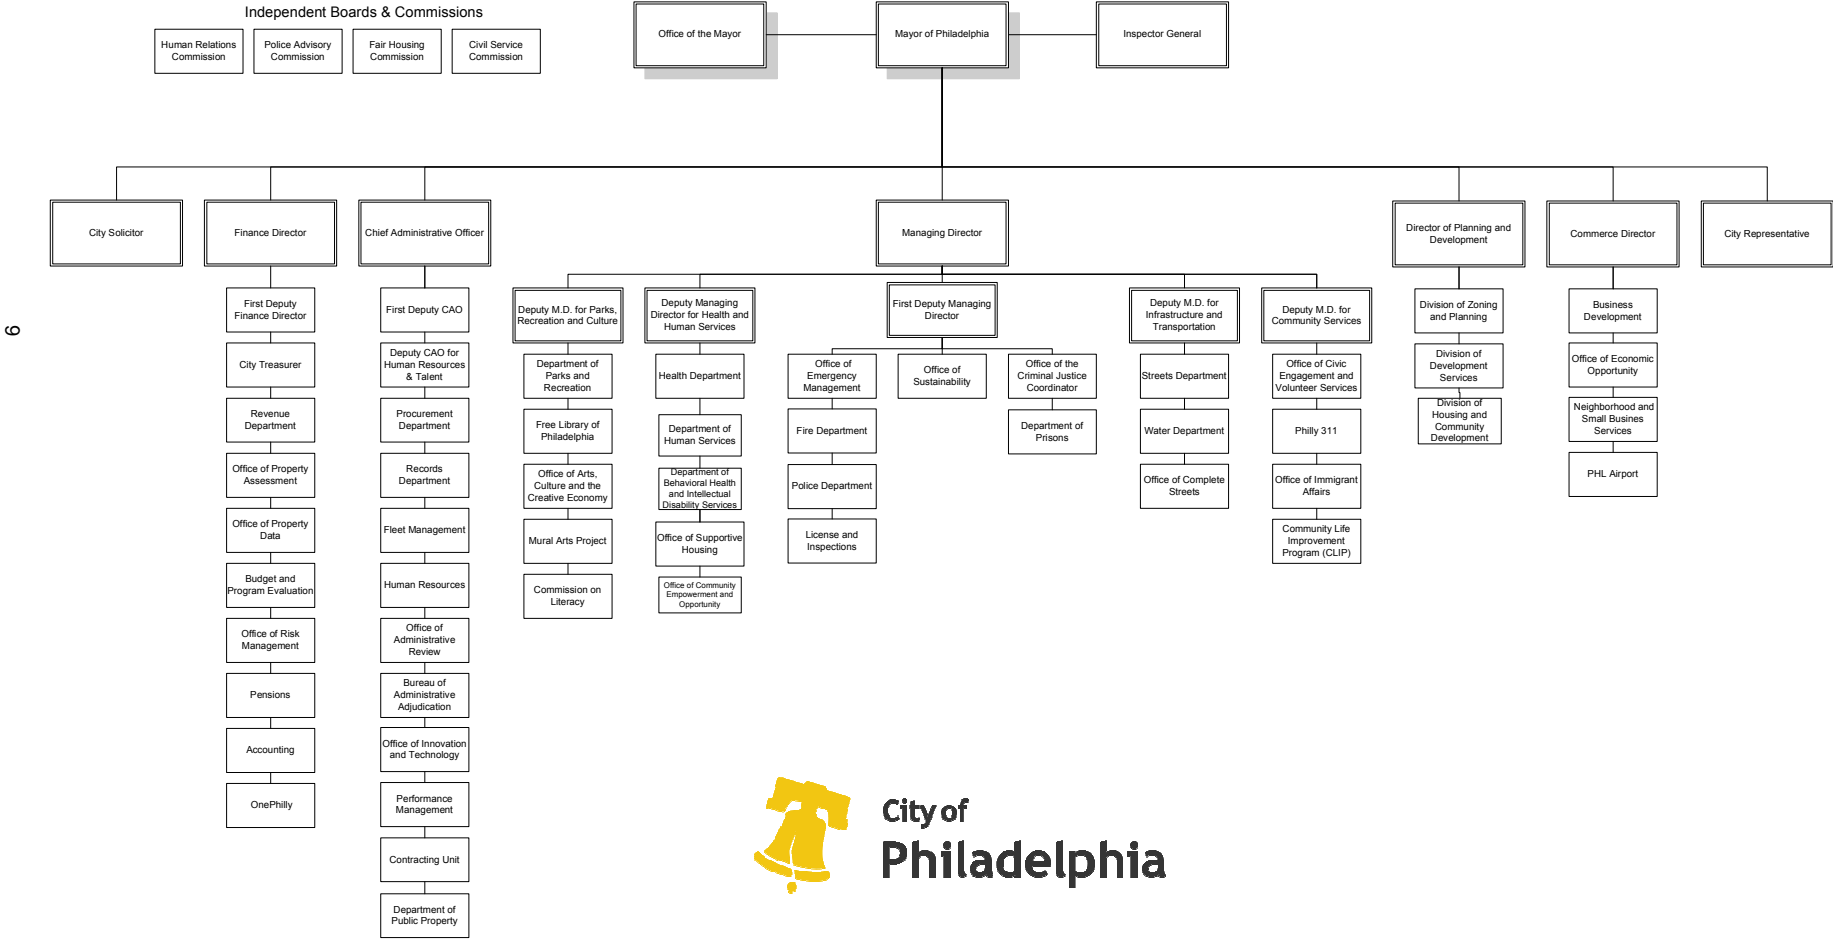 Independent Boards & Commissions
Human Relations
Commission
Police Advisory
Commission
Fair Housing
Commission
Civil Service
Commission
Office of the Mayor
Mayor of Philadelphia
Inspector General
City Solicitor
Finance Director
Chief Administrative Officer
Managing Director
Director of Planning and
Development
Commerce Director
City Representative
First Deputy
Finance Director
City Treasurer
Revenue
Department
Office of Property
Assessment
Office of Property
Data
Budget and
Program Evaluation
Office of Risk
Management
Pensions
Accounting
OnePhilly
First Deputy CAO
Deputy CAO for
Human Resources
& Talent
Procurement
Department
Records
Department
Fleet Management
Human Resources
Office of
Administrative
Review
Bureau of
Administrative
Adjudication
Office of Innovation
and Technology
Performance
Management
Contracting Unit
Department of
Public Property
Deputy M.D. for Parks,
Recreation and Culture
Department of
Parks and
Recreation
Free Library of
Philadelphia
Office of Arts,
Culture and the
Creative Economy
Mural Arts Project
Commission on
Literacy
Deputy Managing
Director for Health and
Human Services
Health Department
Department of
Human Services
Department of
Behavioral Health
and Intellectual
Disability Services
Office of Supportive
Housing
Office of Community
Empowerment and
Opportunity
First Deputy Managing
Director
Office of
Emergency
Management
Fire Department
Police Department
License and
Inspections
Office of
Sustainability
Office of the
Criminal Justice
Coordinator
Department of
Prisons
Deputy M.D. for
Infrastructure and
Transportation
Streets Department
Water Department
Office of Complete
Streets
Deputy M.D. for
Community Services
Office of Civic
Engagement and
Volunteer Services
Philly 311
Office of Immigrant
Affairs
Community Life
Improvement
Program (CLIP)
Division of Zoning
and Planning
Division of
Development
Services
Division of
Housing and
Community
Development
Business
Development
Office of Economic
Opportunity
Neighborhood and
Small Busines
Services
PHL Airport
City of
Philadelphia
6